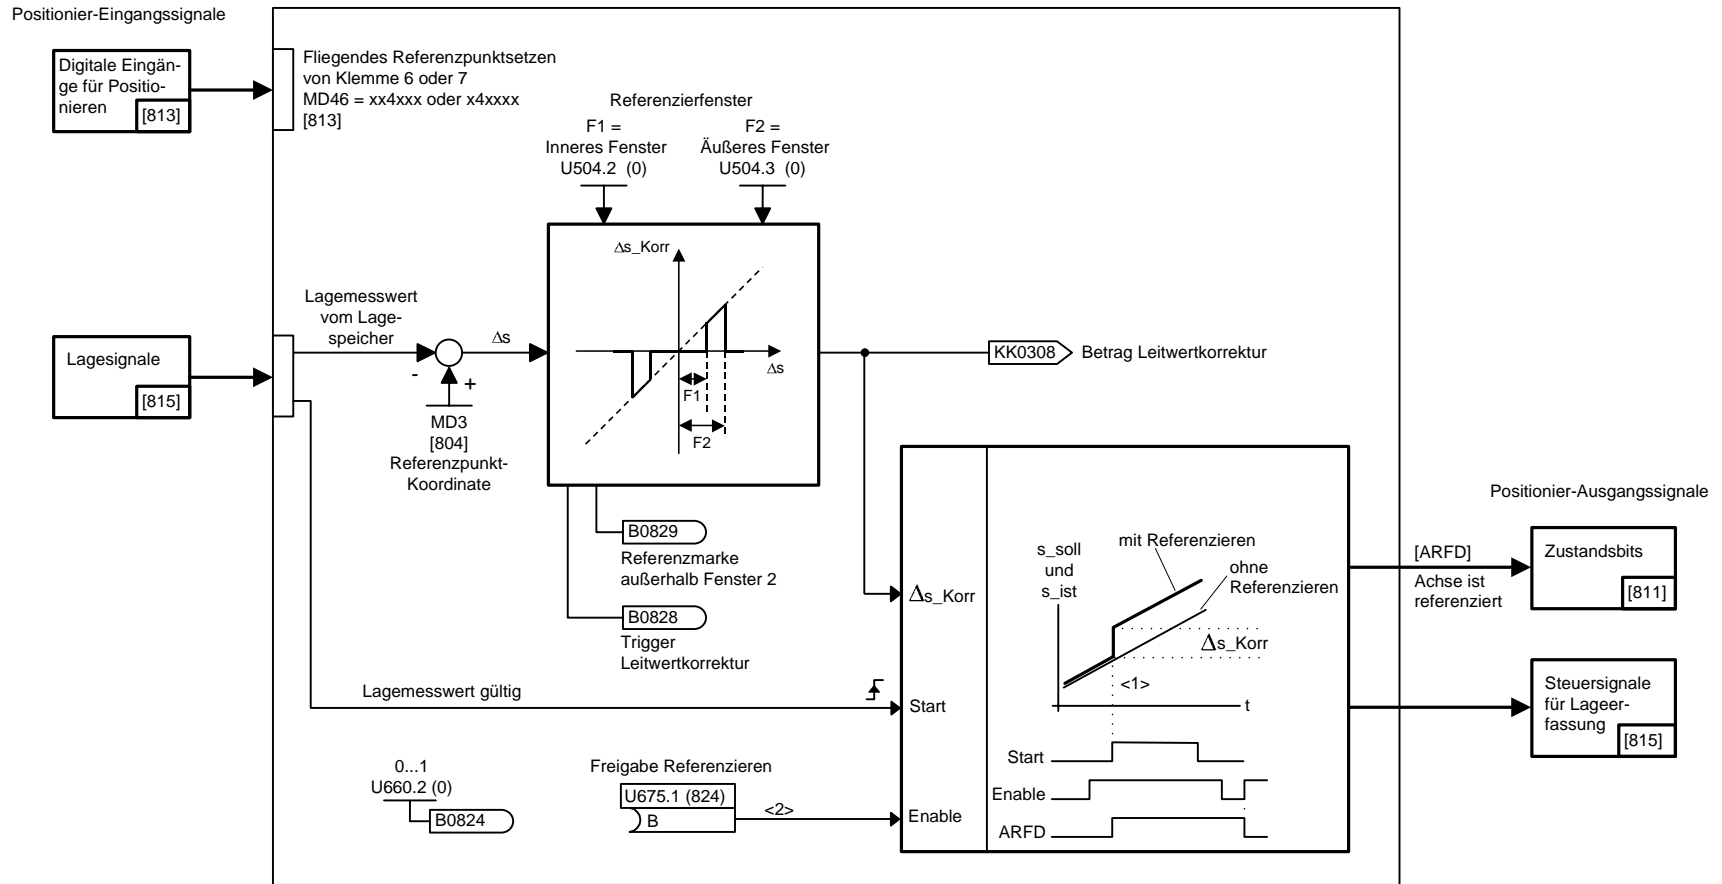 Positionier-Eingangssignale
Digitale Eingän-
ge für Positio-
nieren
[813]
Fliegendes Referenzpunktsetzen
von Klemme 6 oder 7
MD46 = xx4xxx oder x4xxxx
[813]
Referenzierfenster
F1 =
Inneres Fenster
U504.2 (0)
F2 =
Äußeres Fenster
U504.3 (0)
Δs_Korr
Δs
F1
F2
Lagesignale
[815]
Lagemesswert
vom Lage-
speicher
-
+
Δs
MD3
[804]
Referenzpunkt-
Koordinate
KK0308
Betrag Leitwertkorrektur
B0829
Referenzmarke
außerhalb Fenster 2
B0828
Trigger
Leitwertkorrektur
Lagemesswert gültig
0...1
U660.2 (0)
B0824
Freigabe Referenzieren
U675.1 (824)
B
<2>
Δs_Korr
Start
Enable
s_soll
und
s_ist
mit Referenzieren
ohne
Referenzieren
Δs_Korr
<1>
t
Start
Enable
ARFD
Positionier-Ausgangssignale
[ARFD]
Achse ist
referenziert
Zustandsbits
[811]
Steuersignale
für Lageer-
fassung
[815]